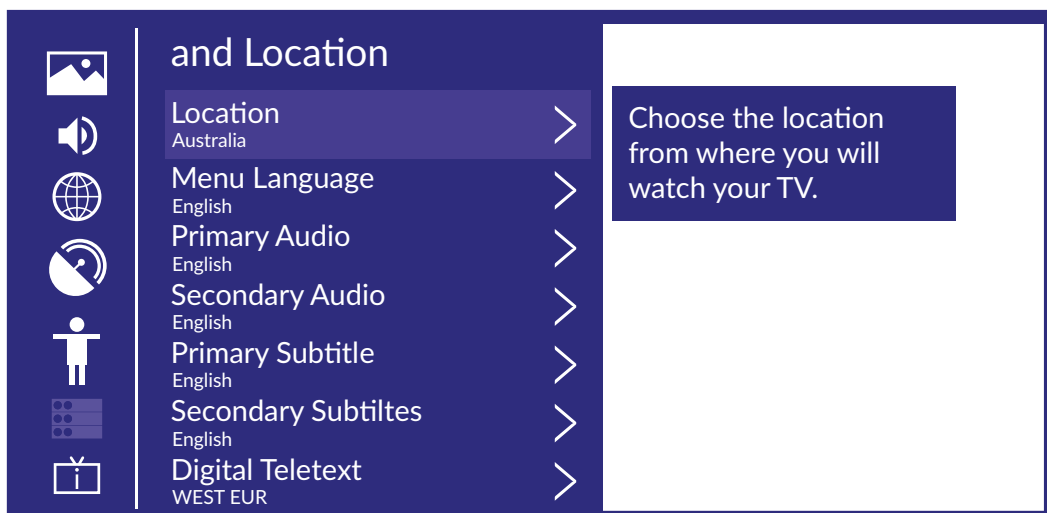 and Location
Location
Australia
Menu Language
English
Primary Audio
English
Secondary Audio
English
Primary Subtitle
English
Secondary Subtiltes
English
Digital Teletext
WEST EUR
Choose the location
from where you will
watch your TV.
i